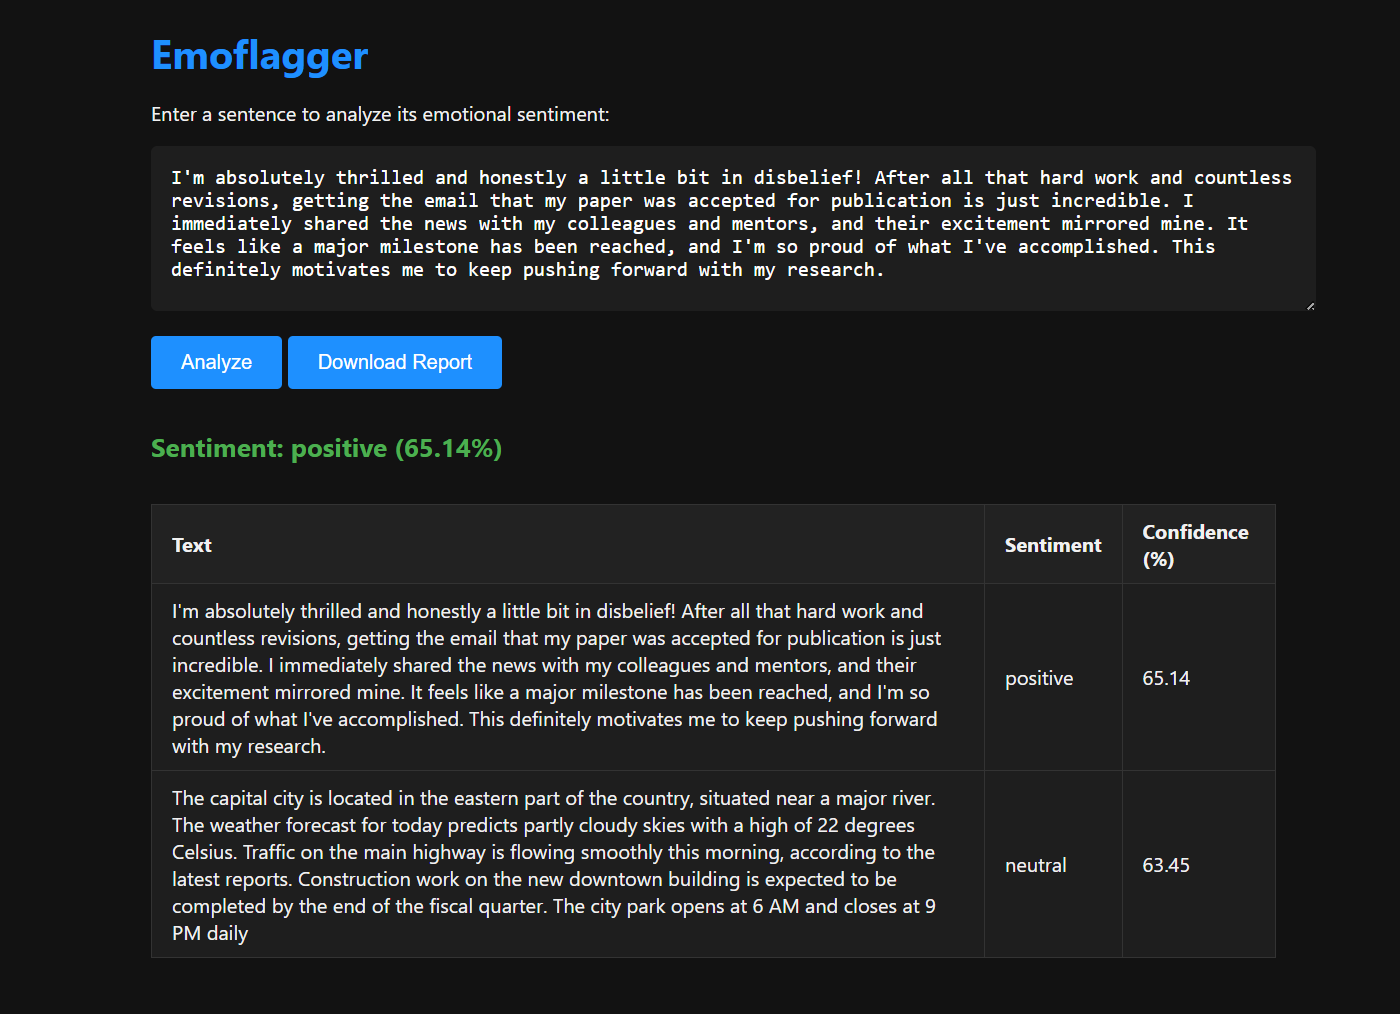 Emoflagger
Enter a sentence to analyze its emotional sentiment:
I'm absolutely thrilled and honestly a little bit in disbelief! After all that hard work and countless
revisions, getting the email that my paper was accepted for publication is just incredible. I
immediately shared the news with my colleagues and mentors, and their excitement mirrored mine. It
feels like a major milestone has been reached, and I'm so proud of what I've accomplished. This
definitely motivates me to keep pushing forward with my research.
Analyze Download Report
Sentiment: positive (65.14%)
Text Sentiment Confidence
(%)
I'm absolutely thrilled and honestly a little bit in disbelief! After all that hard work and
countless revisions, getting the email that my paper was accepted for publication is just
incredible. I immediately shared the news with my colleagues and mentors, and their
excitement mirrored mine. It feels like a major milestone has been reached, and I'm so
proud of what I've accomplished. This definitely motivates me to keep pushing forward
with my research.
positive
65.14
The capital city is located in the eastern part of the country, situated near a major river.
The weather forecast for today predicts partly cloudy skies with a high of 22 degrees
Celsius. Traffic on the main highway is flowing smoothly this morning, according to the
latest reports. Construction work on the new downtown building is expected to be
completed by the end of the fiscal quarter. The city park opens at 6 AM and closes at 9
PM daily
neutral
63.45